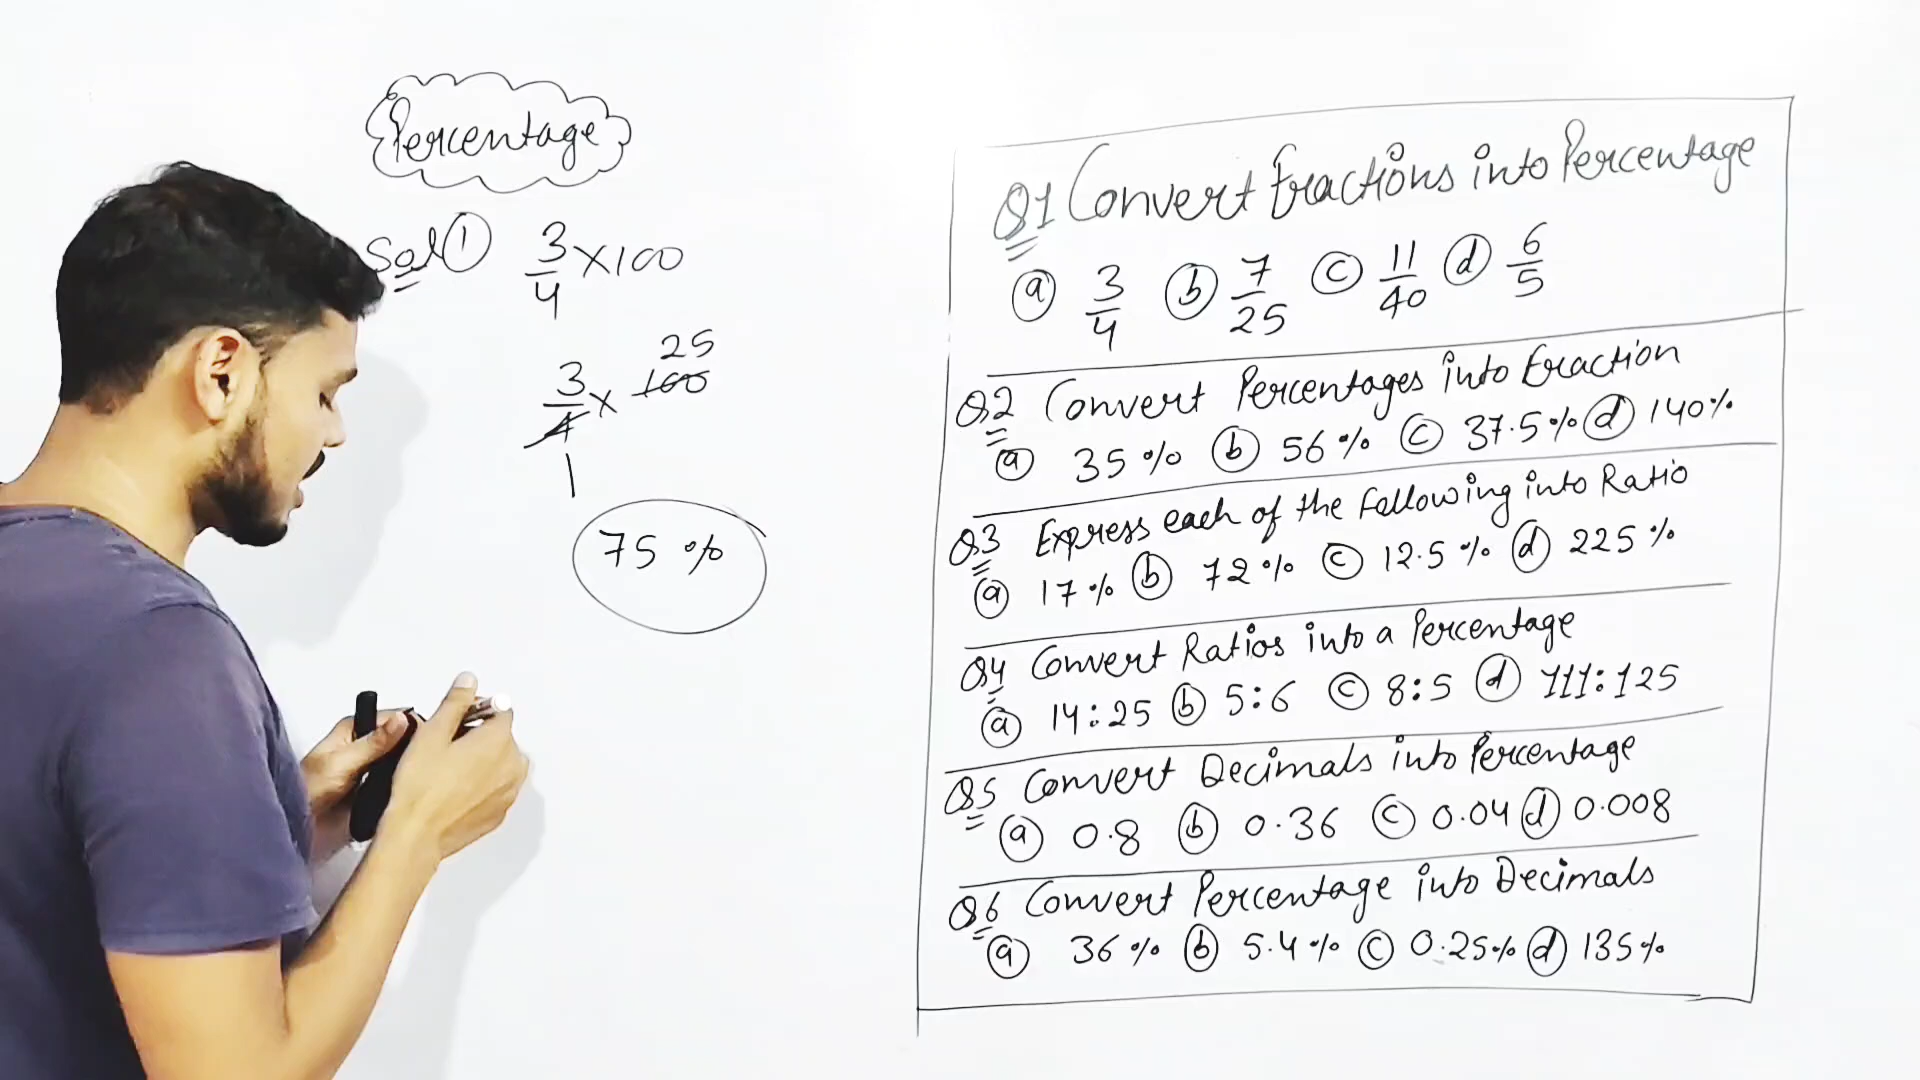 Percentage
Sol ① 3/4 × 100
25
3/4 × 100
1
75 %
Q1 Convert Fractions into Percentage
ⓐ 3/4 ⓑ 7/25 ⓒ 11/40 ⓓ 6/5
Q.2 Convert Percentages into Fraction
ⓐ 35 % ⓑ 56 % ⓒ 37.5 % ⓓ 140 %
Q.3 Express each of the Following into Ratio
ⓐ 17 % ⓑ 72 % ⓒ 12.5 % ⓓ 225 %
Q4 Convert Ratios into a Percentage
ⓐ 14:25 ⓑ 5:6 ⓒ 8:5 ⓓ 111:125
Q5 Convert Decimals into Percentage
ⓐ 0.8 ⓑ 0.36 ⓒ 0.04 ⓓ 0.008
Q6 Convert Percentage into Decimals
ⓐ 36 % ⓑ 5.4 % ⓒ 0.25% ⓓ 135%